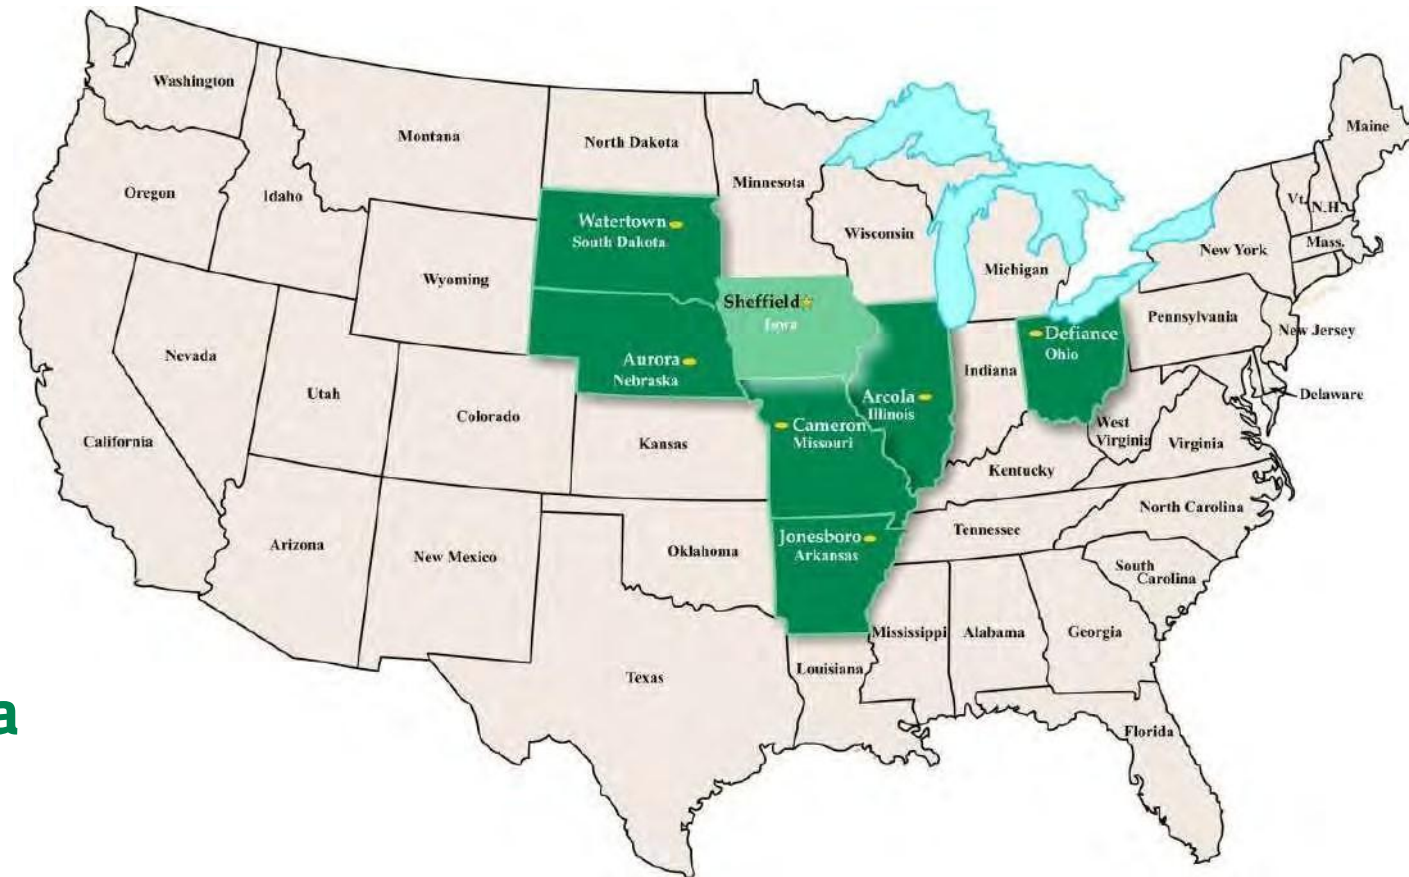 Washington
Montana
North Dakota
Minnesota
Maine
Oregon
Idaho
Wisconsin
Michigan
Vt.
N.H.
Mass.
New York
Watertown
South Dakota
Wyoming
Sheffield
Iowa
Pennsylvania
New Jersey
Defiance
Ohio
Nevada
Utah
Colorado
Aurora
Nebraska
Indiana
Delaware
Arcola
Illinois
California
Kansas
Cameron
Missouri
West
Virginia
Virginia
Kentucky
North Carolina
Arizona
New Mexico
Oklahoma
Jonesboro
Arkansas
Tennessee
South
Carolina
Texas
Louisiana
Mississippi
Alabama
Georgia
Florida
a